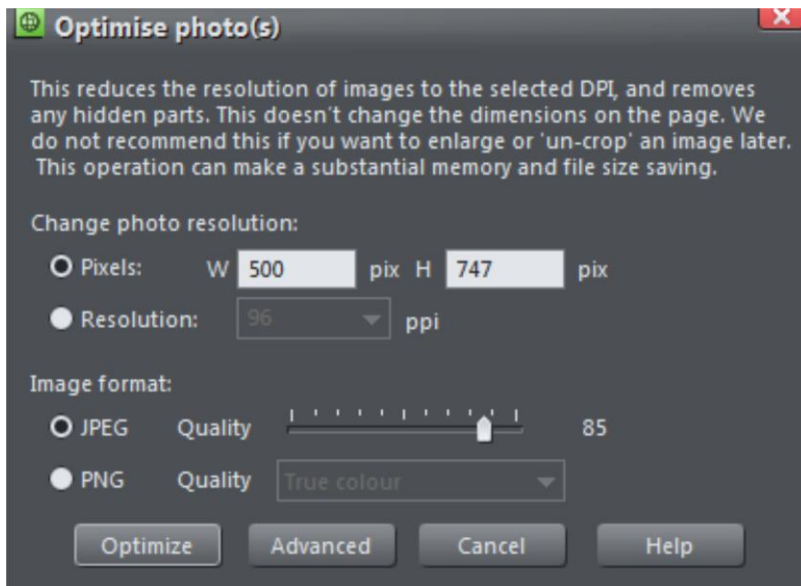 Optimise photo(s)
This reduces the resolution of images to the selected DPI, and removes
any hidden parts. This doesn't change the dimensions on the page. We
do not recommend this if you want to enlarge or 'un-crop' an image later.
This operation can make a substantial memory and file size saving.
Change photo resolution:
Pixels: W 500 pix H 747 pix
Resolution: 96 ppi
Image format:
JPEG Quality 85
PNG Quality True colour
Optimize Advanced Cancel Help